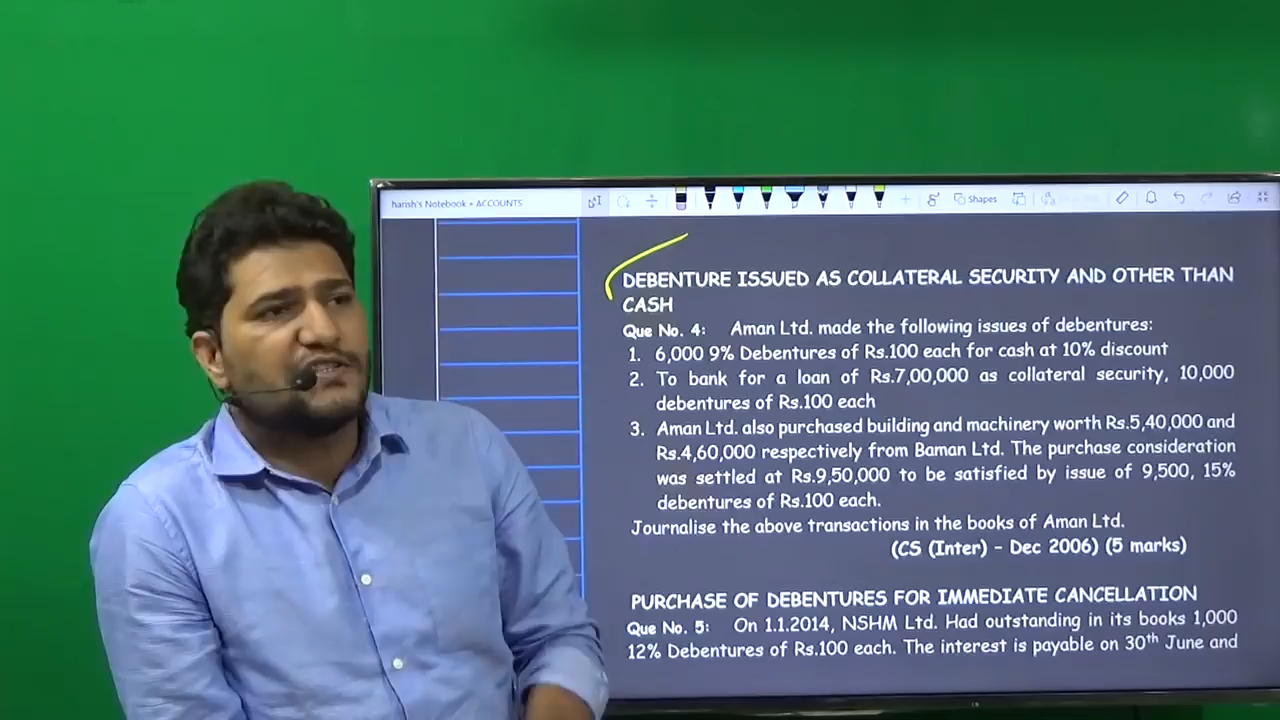 harish's Notebook • ACCOUNTS
Shapes
DEBENTURE ISSUED AS COLLATERAL SECURITY AND OTHER THAN
CASH
Que No. 4: Aman Ltd. made the following issues of debentures:
1. 6,000 9% Debentures of Rs.100 each for cash at 10% discount
2. To bank for a loan of Rs.7,00,000 as collateral security, 10,000
debentures of Rs.100 each
3. Aman Ltd. also purchased building and machinery worth Rs.5,40,000 and
Rs.4,60,000 respectively from Baman Ltd. The purchase consideration
was settled at Rs.9,50,000 to be satisfied by issue of 9,500, 15%
debentures of Rs.100 each.
Journalise the above transactions in the books of Aman Ltd.
(CS (Inter) – Dec 2006) (5 marks)
PURCHASE OF DEBENTURES FOR IMMEDIATE CANCELLATION
Que No. 5: On 1.1.2014, NSHM Ltd. Had outstanding in its books 1,000
12% Debentures of Rs.100 each. The interest is payable on 30th June and